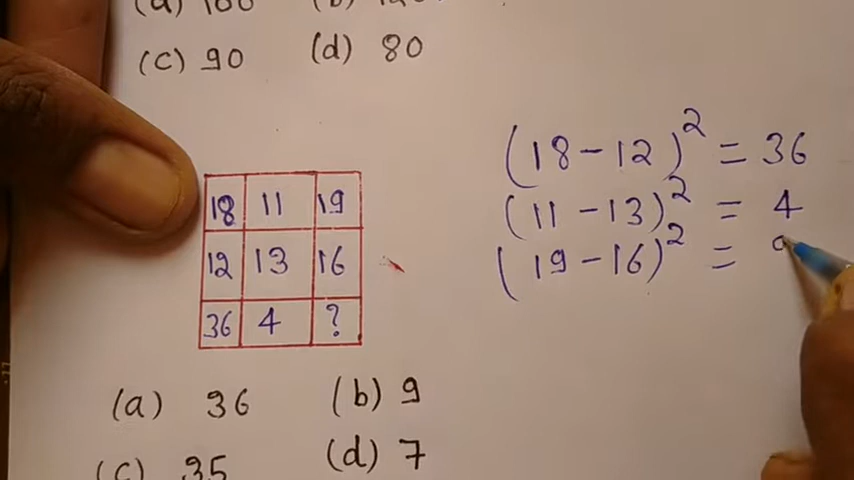 (c) 90 (d) 80
(18 - 12)² = 36
(11 - 13)² = 4
(19 - 16)² =
18 11 19
12 13 16
36 4 ?
(a) 36 (b) 9
(c) 35 (d) 7